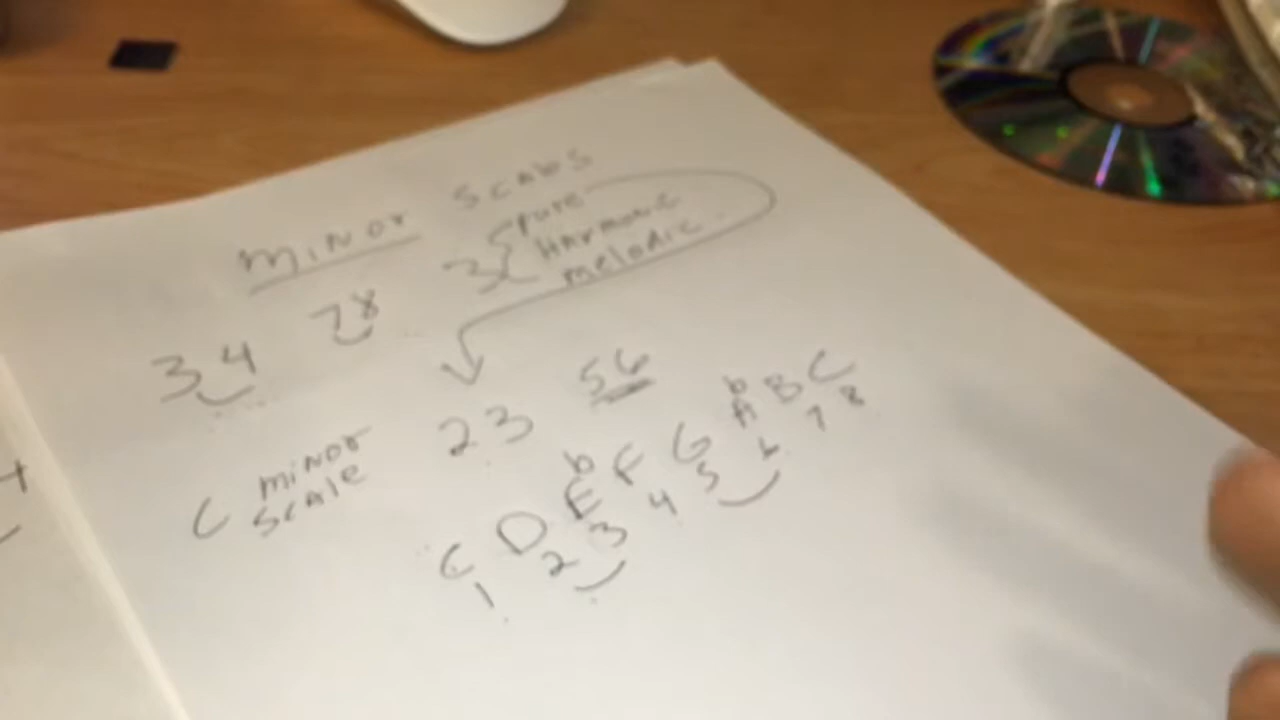 MINOR SCALES
3 { Pure
Harmonic
melodic
3 4 7 8
2 3 5 6
C MINOR SCALE
b b
C D E F G A B C
1 2 3 4 5 6 7 8